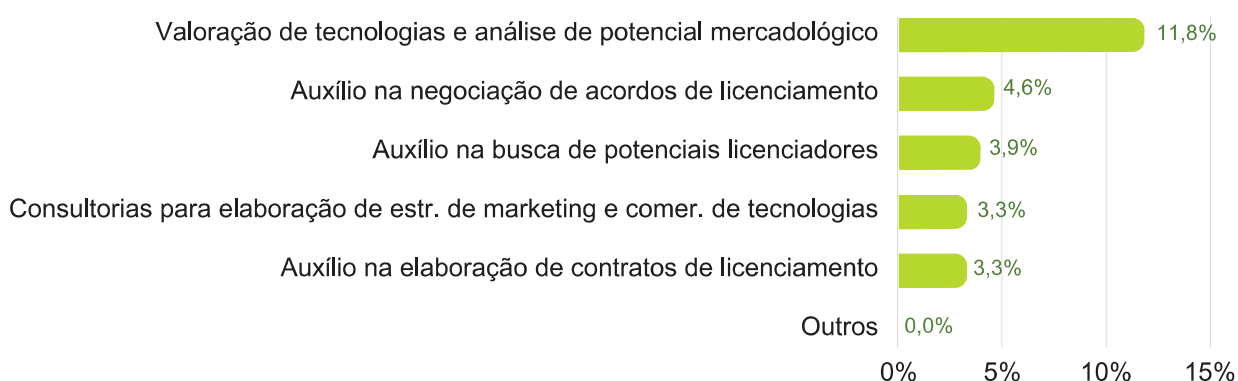 Valoração de tecnologias e análise de potencial mercadológico 11,8%
Auxílio na negociação de acordos de licenciamento 4,6%
Auxílio na busca de potenciais licenciadores 3,9%
Consultorias para elaboração de estr. de marketing e comer. de tecnologias 3,3%
Auxílio na elaboração de contratos de licenciamento 3,3%
Outros 0,0%
0% 5% 10% 15%